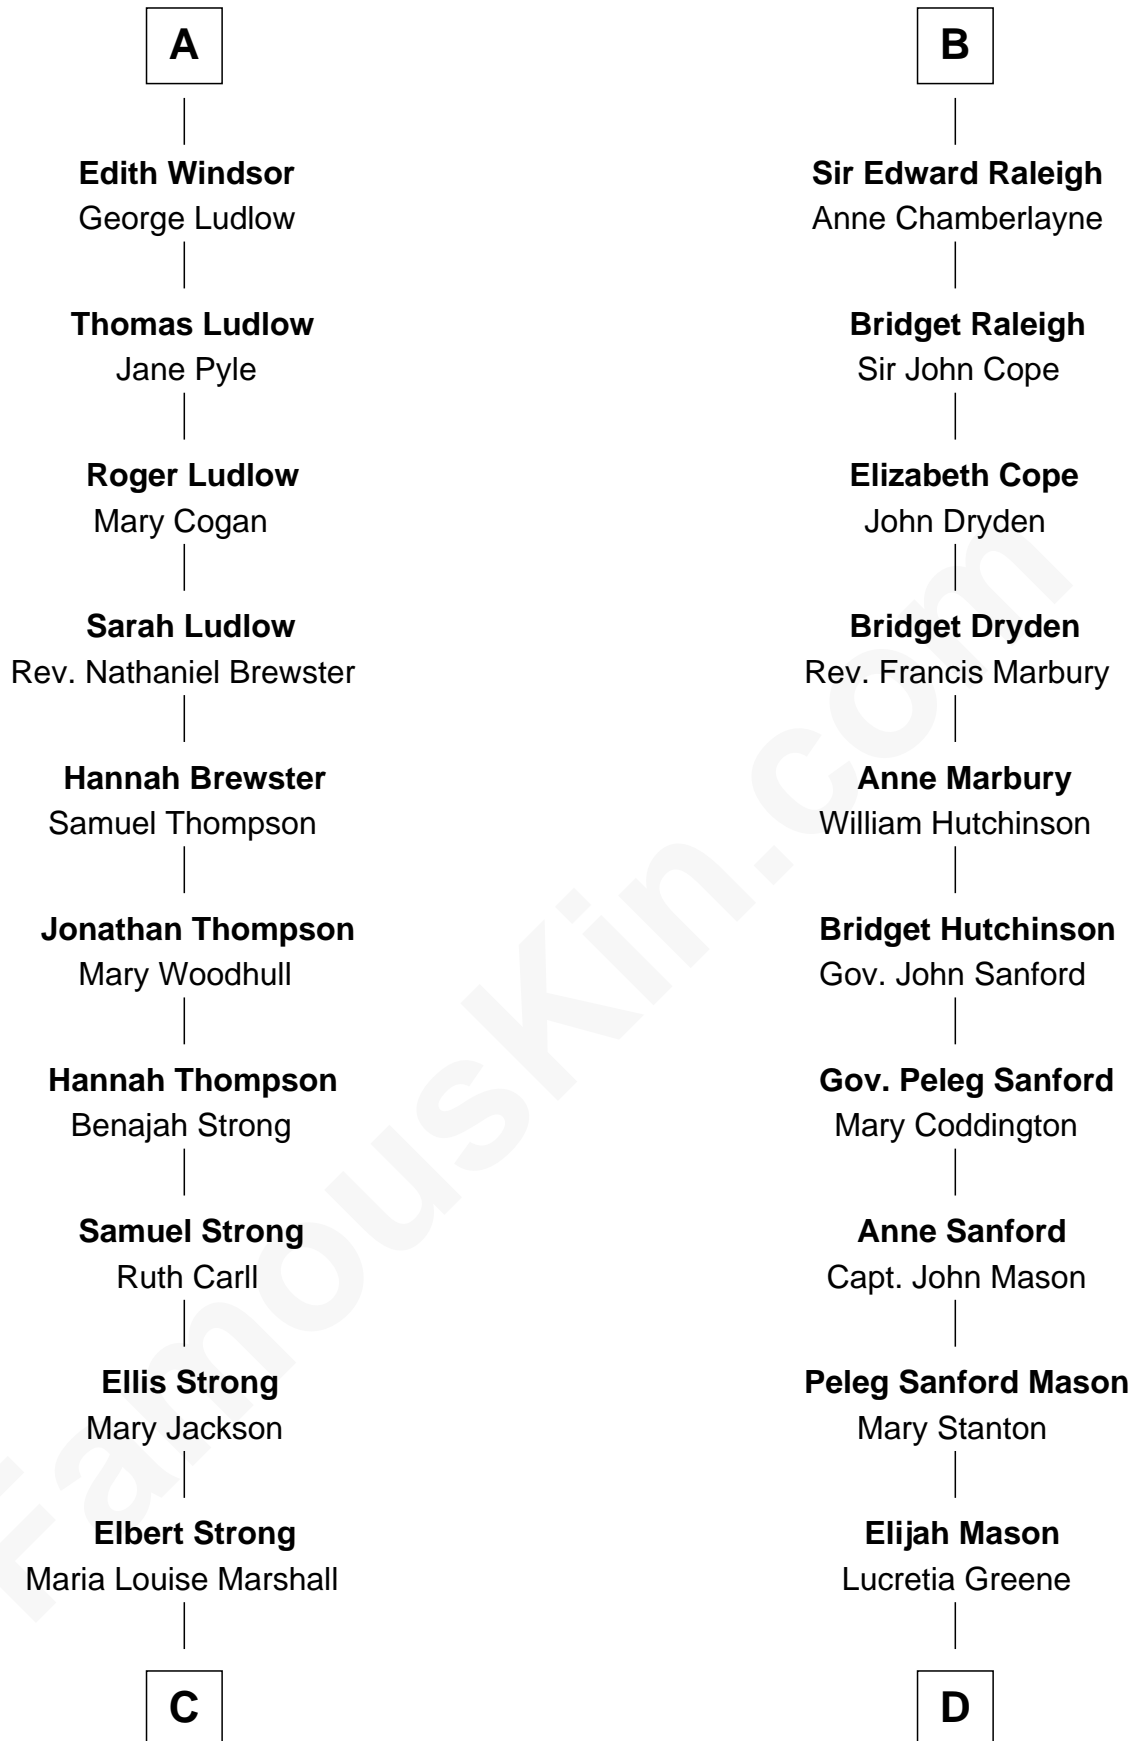 A
Edith Windsor
George Ludlow
Thomas Ludlow
Jane Pyle
Roger Ludlow
Mary Cogan
Sarah Ludlow
Rev. Nathaniel Brewster
Hannah Brewster
Samuel Thompson
Jonathan Thompson
Mary Woodhull
Hannah Thompson
Benajah Strong
Samuel Strong
Ruth Carll
Ellis Strong
Mary Jackson
Elbert Strong
Maria Louise Marshall
C
B
Sir Edward Raleigh
Anne Chamberlayne
Bridget Raleigh
Sir John Cope
Elizabeth Cope
John Dryden
Bridget Dryden
Rev. Francis Marbury
Anne Marbury
William Hutchinson
Bridget Hutchinson
Gov. John Sanford
Gov. Peleg Sanford
Mary Coddington
Anne Sanford
Capt. John Mason
Peleg Sanford Mason
Mary Stanton
Elijah Mason
Lucretia Greene
D
FamousKin.com